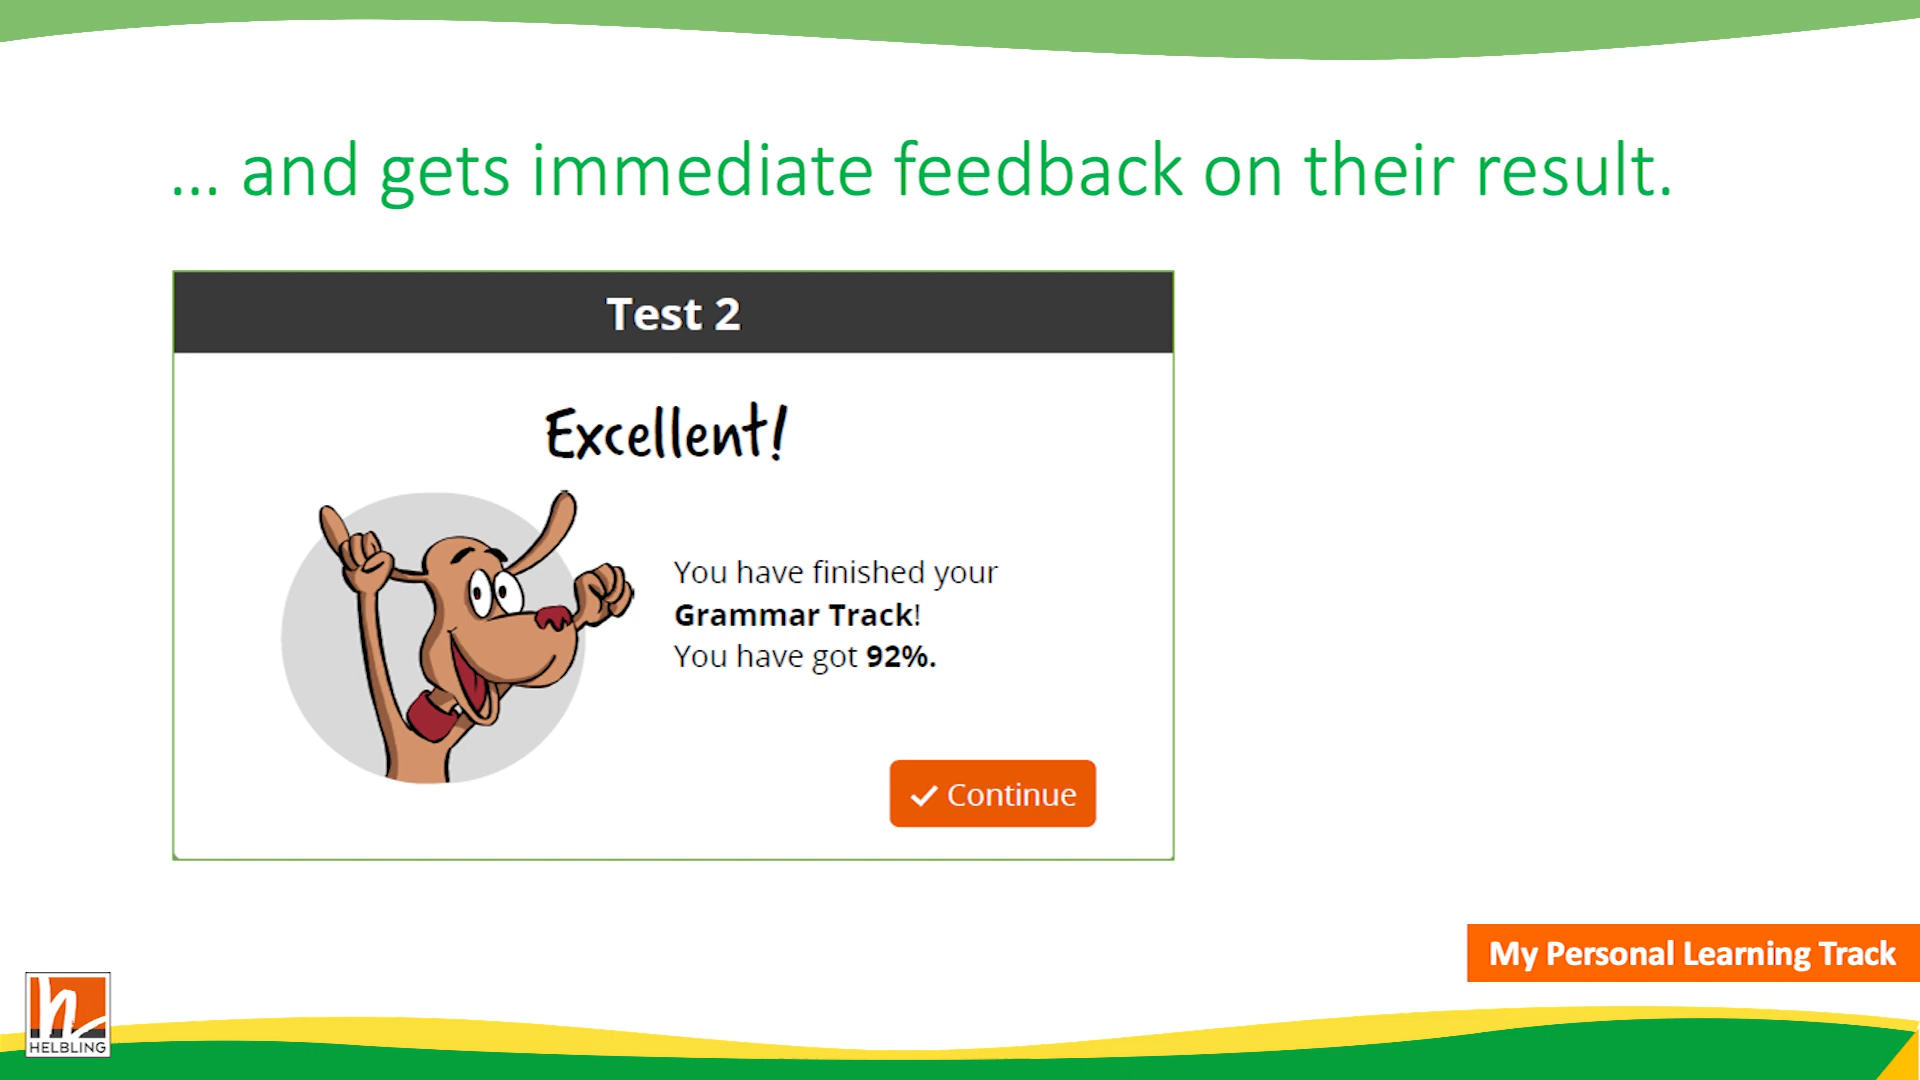 ... and gets immediate feedback on their result.
Test 2
Excellent!
You have finished your
Grammar Track!
You have got 92%.
✓ Continue
My Personal Learning Track
h
HELBLING